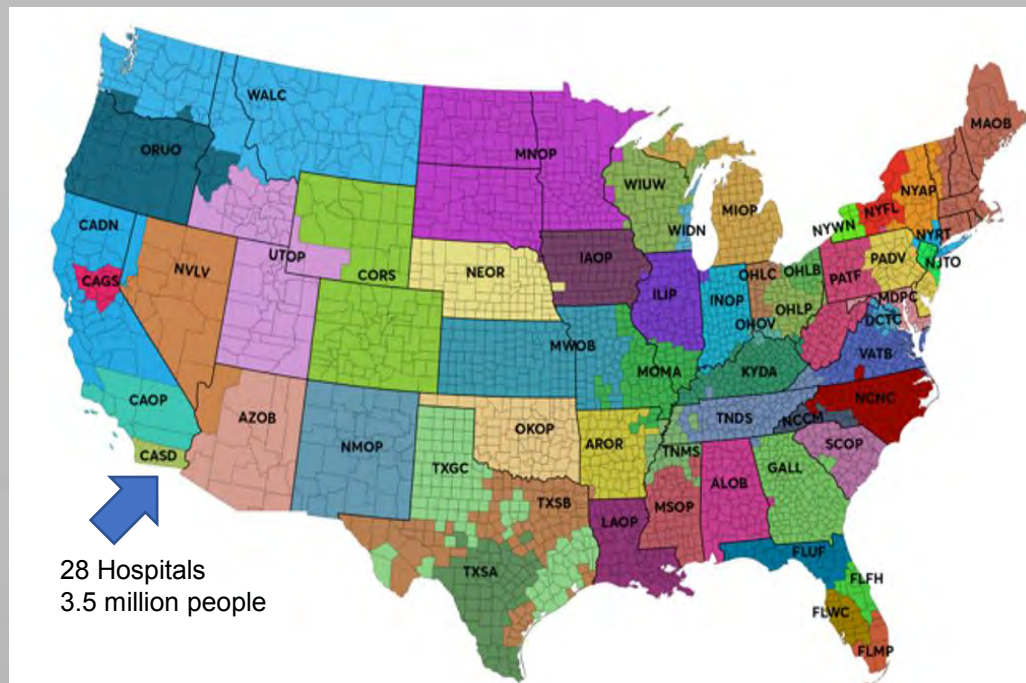 WALC
MAOB
ORUO
MNOP
WIUW
NYAP
NYFL
MIOP
CADN
NYWN
NYRT
WIDN
UTOP
IAOP
PADV
NJTO
CAGS
NVLV
CORS
NEOR
OHLC
OHLB
PATF
ILIP
INOP
MDPC
OHLP
DCTC
OHOV
MWOB
VATB
MOMA
KYDA
CAOP
NCNC
AZOB
TNDS
NCCM
OKOP
AROR
SCOP
NMOP
TNMS
CASD
TXGC
GALL
TXSB
MSOP
ALOB
LAOP
FLUF
TXSA
FLFH
FLWC
FLMP
28 Hospitals
3.5 million people